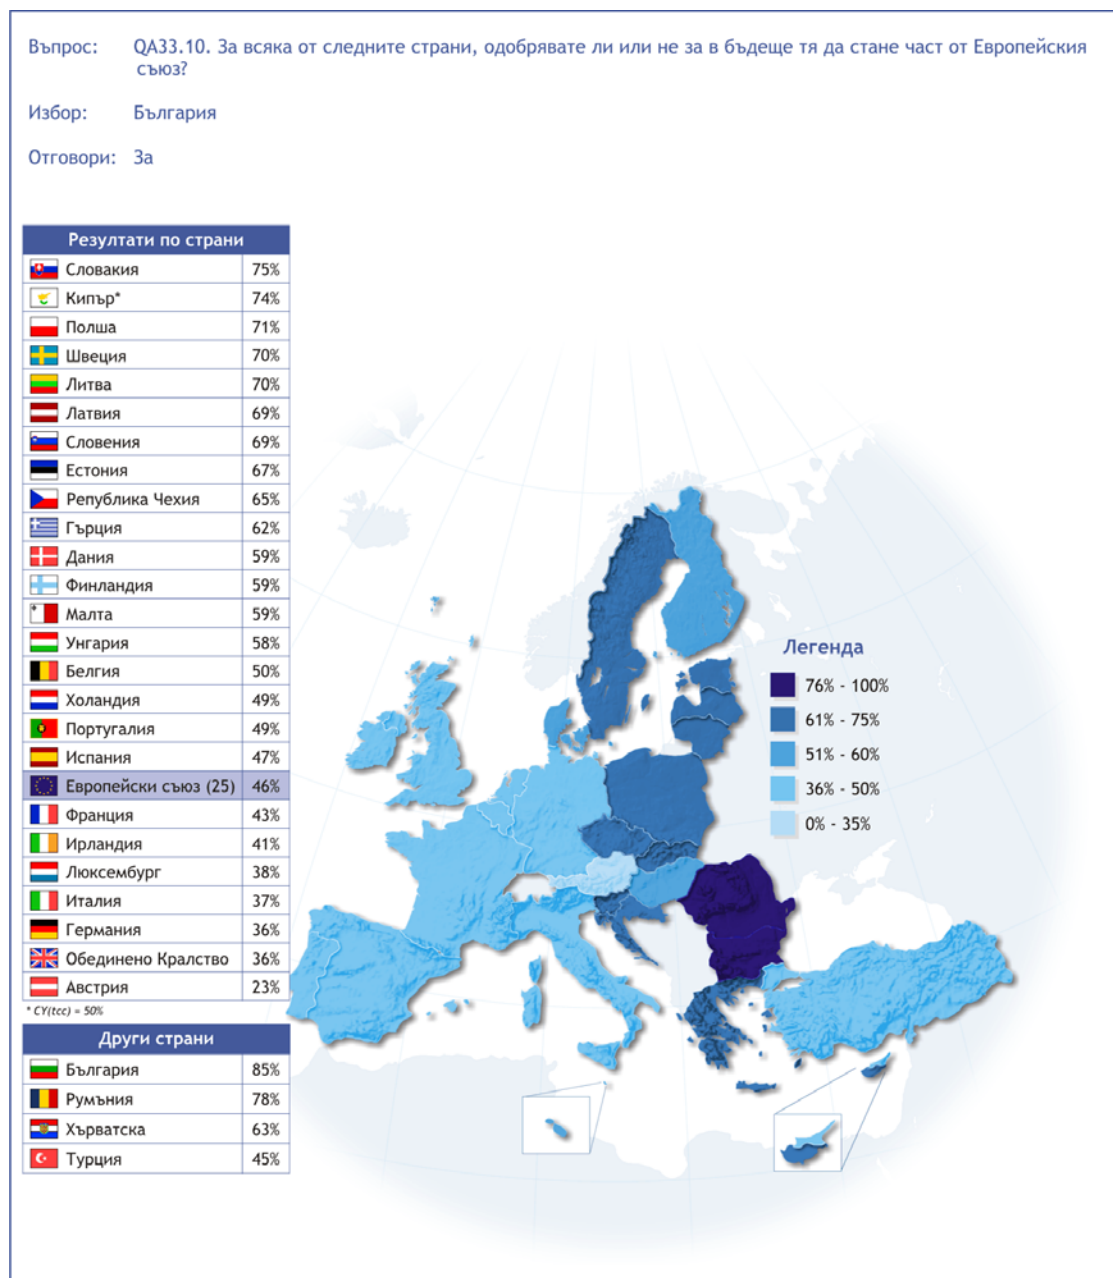 Въпрос: QA33.10. За всяка от следните страни, одобрявате ли или не за в бъдеще тя да стане част от Европейския
съюз?
Избор: България
Отговори: За
Резултати по страни
Словакия 75%
Кипър* 74%
Полша 71%
Швеция 70%
Литва 70%
Латвия 69%
Словения 69%
Естония 67%
Република Чехия 65%
Гърция 62%
Дания 59%
Финландия 59%
Малта 59%
Унгария 58%
Белгия 50%
Холандия 49%
Португалия 49%
Испания 47%
Европейски съюз (25) 46%
Франция 43%
Ирландия 41%
Люксембург 38%
Италия 37%
Германия 36%
Обединено Кралство 36%
Австрия 23%
* CY(tcc) = 50%
Други страни
България 85%
Румъния 78%
Хърватска 63%
Турция 45%
Легенда
76% - 100%
61% - 75%
51% - 60%
36% - 50%
0% - 35%